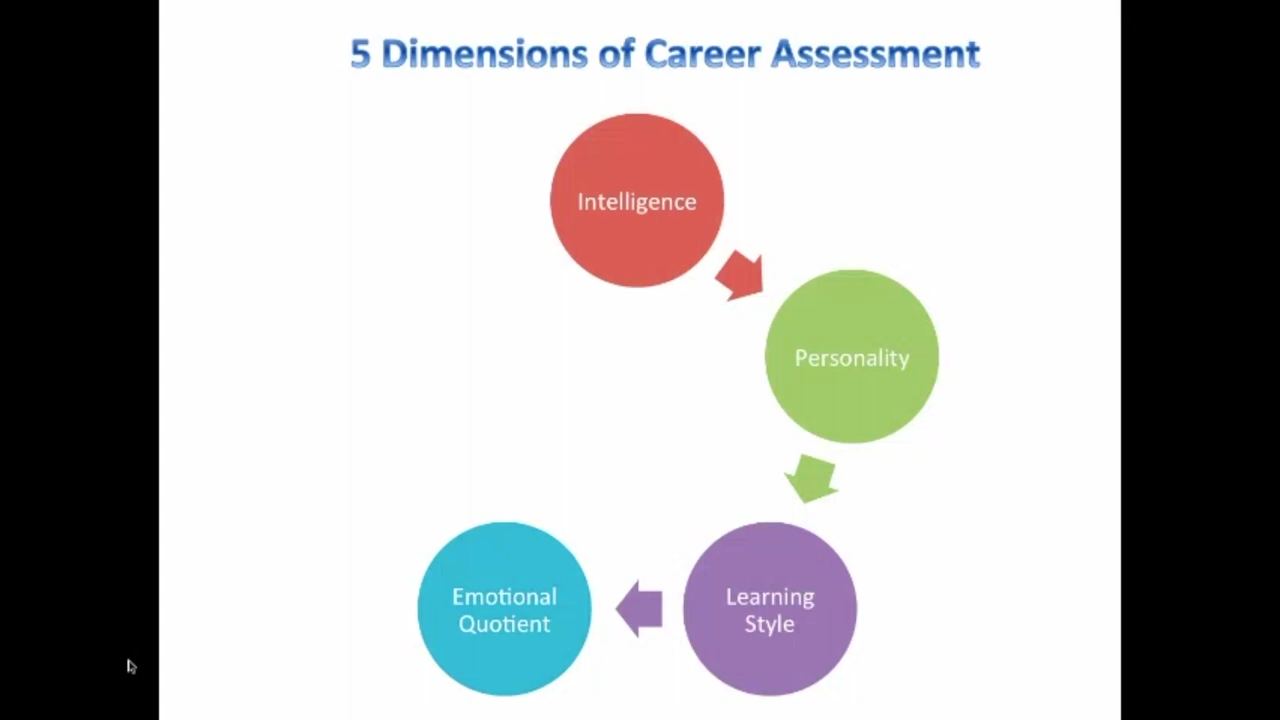 5 Dimensions of Career Assessment
Intelligence
Personality
Learning
Style
Emotional
Quotient